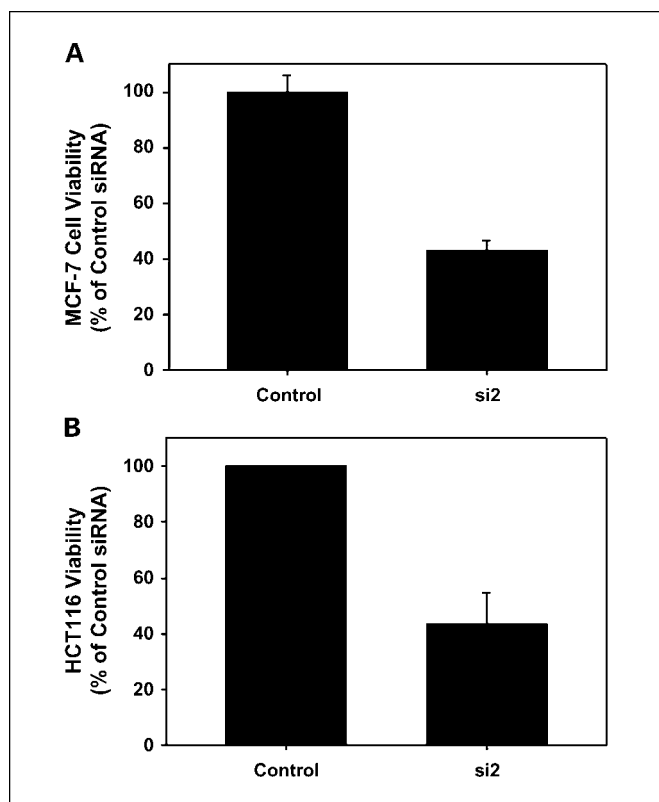 A
MCF-7 Cell Viability
(% of Control siRNA)
100
80
60
40
20
0
Control si2
B
HCT116 Viability
(% of Control siRNA)
100
80
60
40
20
0
Control si2